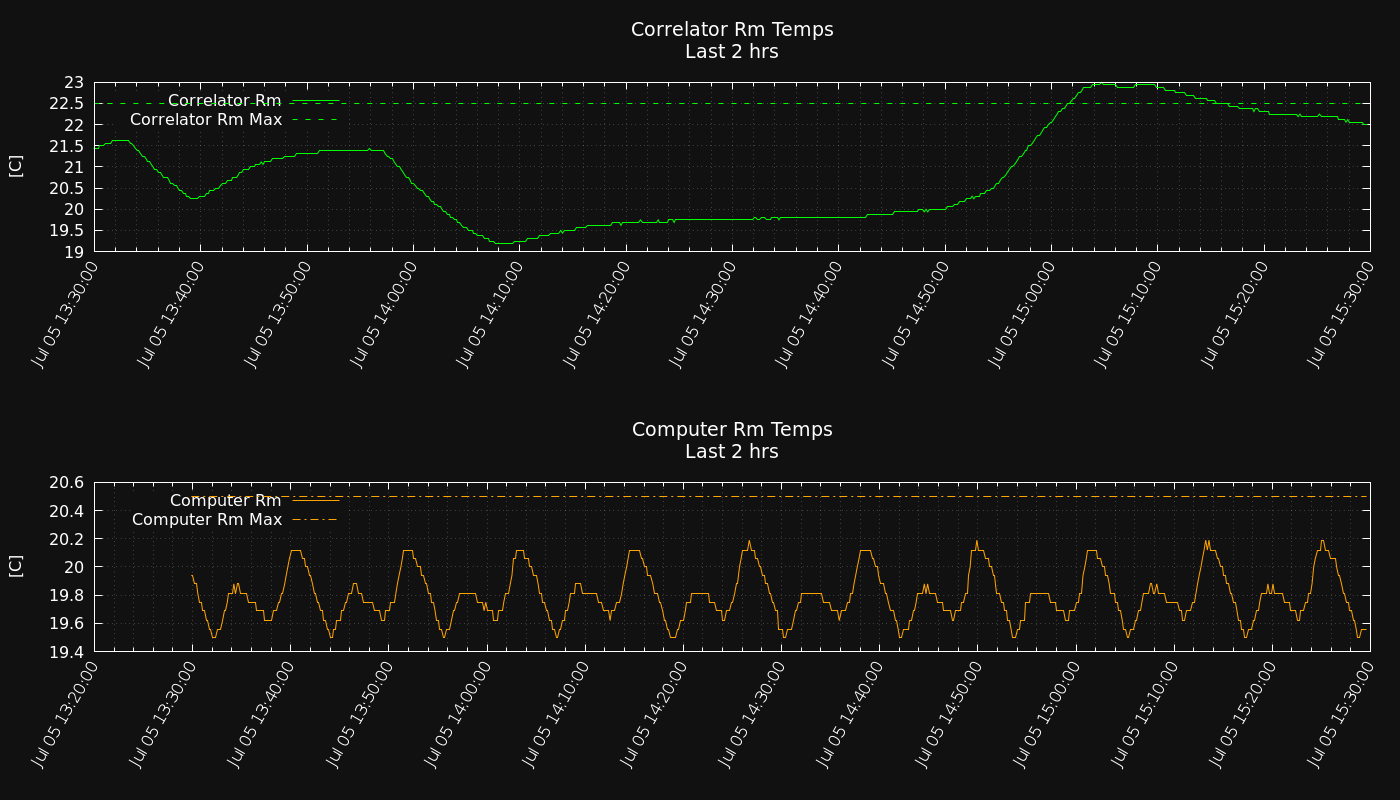 Correlator Rm Temps
Last 2 hrs
[C]
23
22.5
22
21.5
21
20.5
20
19.5
19
Correlator Rm
Correlator Rm Max
Jul 05 13:30:00
Jul 05 13:40:00
Jul 05 13:50:00
Jul 05 14:00:00
Jul 05 14:10:00
Jul 05 14:20:00
Jul 05 14:30:00
Jul 05 14:40:00
Jul 05 14:50:00
Jul 05 15:00:00
Jul 05 15:10:00
Jul 05 15:20:00
Jul 05 15:30:00
Computer Rm Temps
Last 2 hrs
[C]
20.6
20.4
20.2
20
19.8
19.6
19.4
Computer Rm
Computer Rm Max
Jul 05 13:20:00
Jul 05 13:30:00
Jul 05 13:40:00
Jul 05 13:50:00
Jul 05 14:00:00
Jul 05 14:10:00
Jul 05 14:20:00
Jul 05 14:30:00
Jul 05 14:40:00
Jul 05 14:50:00
Jul 05 15:00:00
Jul 05 15:10:00
Jul 05 15:20:00
Jul 05 15:30:00